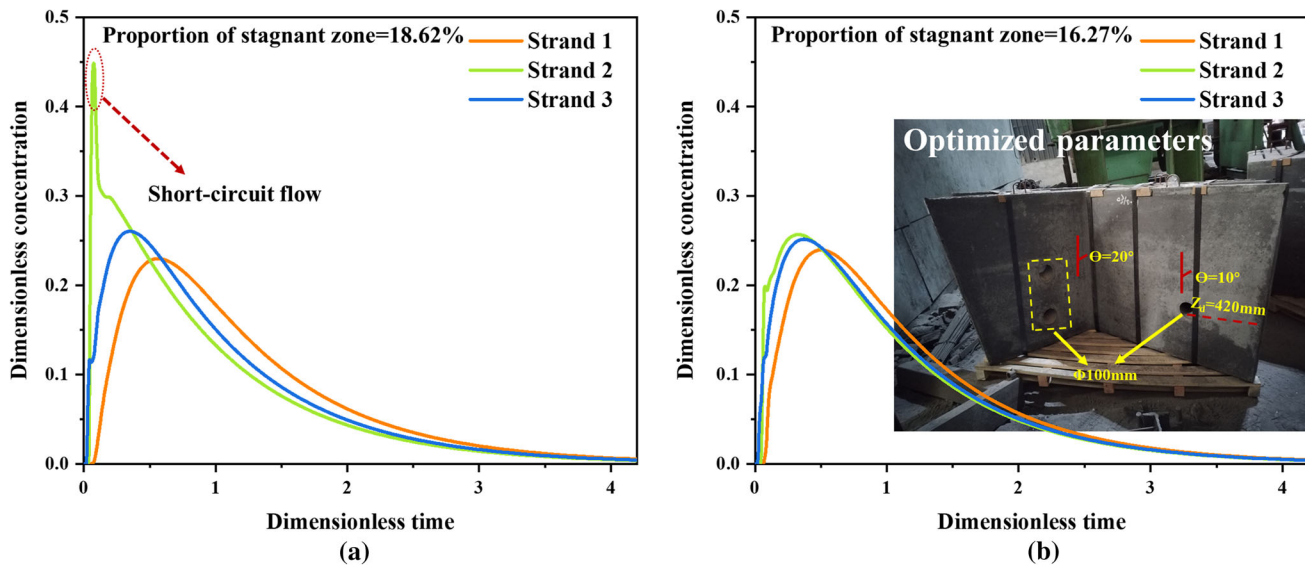 Proportion of stagnant zone=18.62%
Strand 1
Strand 2
Strand 3
Short-circuit flow
Dimensionless concentration
0.5
0.4
0.3
0.2
0.1
0.0
0
1
2
3
4
Dimensionless time
(a)
Proportion of stagnant zone=16.27%
Strand 1
Strand 2
Strand 3
Optimized parameters
Θ=20°
Θ=10°
Zd=420mm
Φ100mm
Dimensionless concentration
0.5
0.4
0.3
0.2
0.1
0.0
0
1
2
3
4
Dimensionless time
(b)